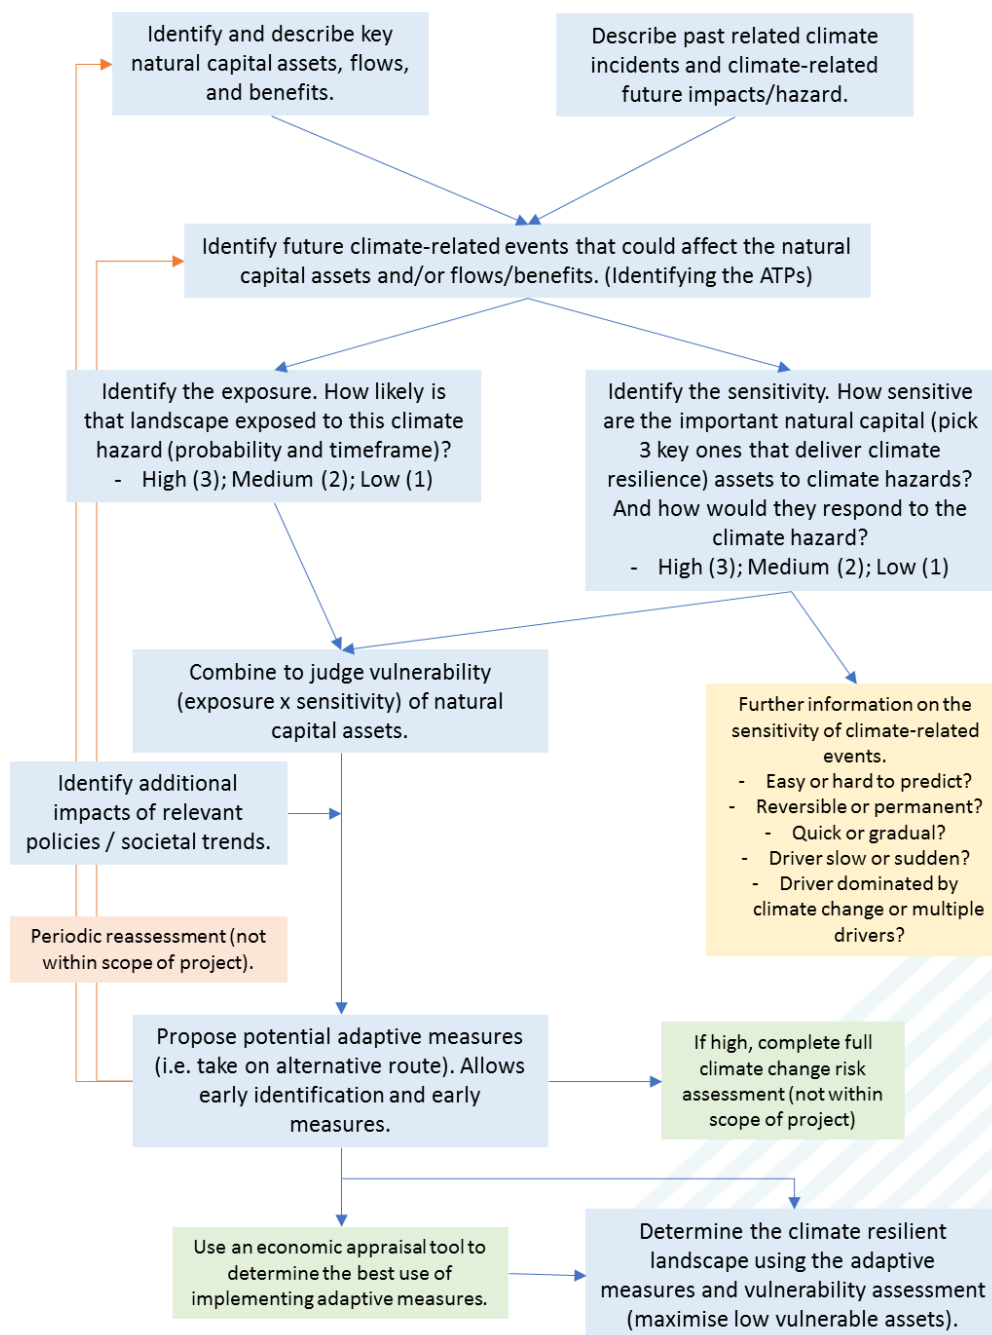 Identify and describe key
natural capital assets, flows,
and benefits.
Describe past related climate
incidents and climate-related
future impacts/hazard.
Identify future climate-related events that could affect the natural
capital assets and/or flows/benefits. (Identifying the ATPs)
Identify the exposure. How likely is
that landscape exposed to this climate
hazard (probability and timeframe)?
- High (3); Medium (2); Low (1)
Identify the sensitivity. How sensitive
are the important natural capital (pick
3 key ones that deliver climate
resilience) assets to climate hazards?
And how would they respond to the
climate hazard?
- High (3); Medium (2); Low (1)
Combine to judge vulnerability
(exposure x sensitivity) of natural
capital assets.
Further information on the
sensitivity of climate-related
events.
- Easy or hard to predict?
- Reversible or permanent?
- Quick or gradual?
- Driver slow or sudden?
- Driver dominated by
climate change or multiple
drivers?
Identify additional
impacts of relevant
policies / societal trends.
Periodic reassessment (not
within scope of project).
Propose potential adaptive measures
(i.e. take on alternative route). Allows
early identification and early
measures.
If high, complete full
climate change risk
assessment (not within
scope of project)
Use an economic appraisal tool to
determine the best use of
implementing adaptive measures.
Determine the climate resilient
landscape using the adaptive
measures and vulnerability assessment
(maximise low vulnerable assets).